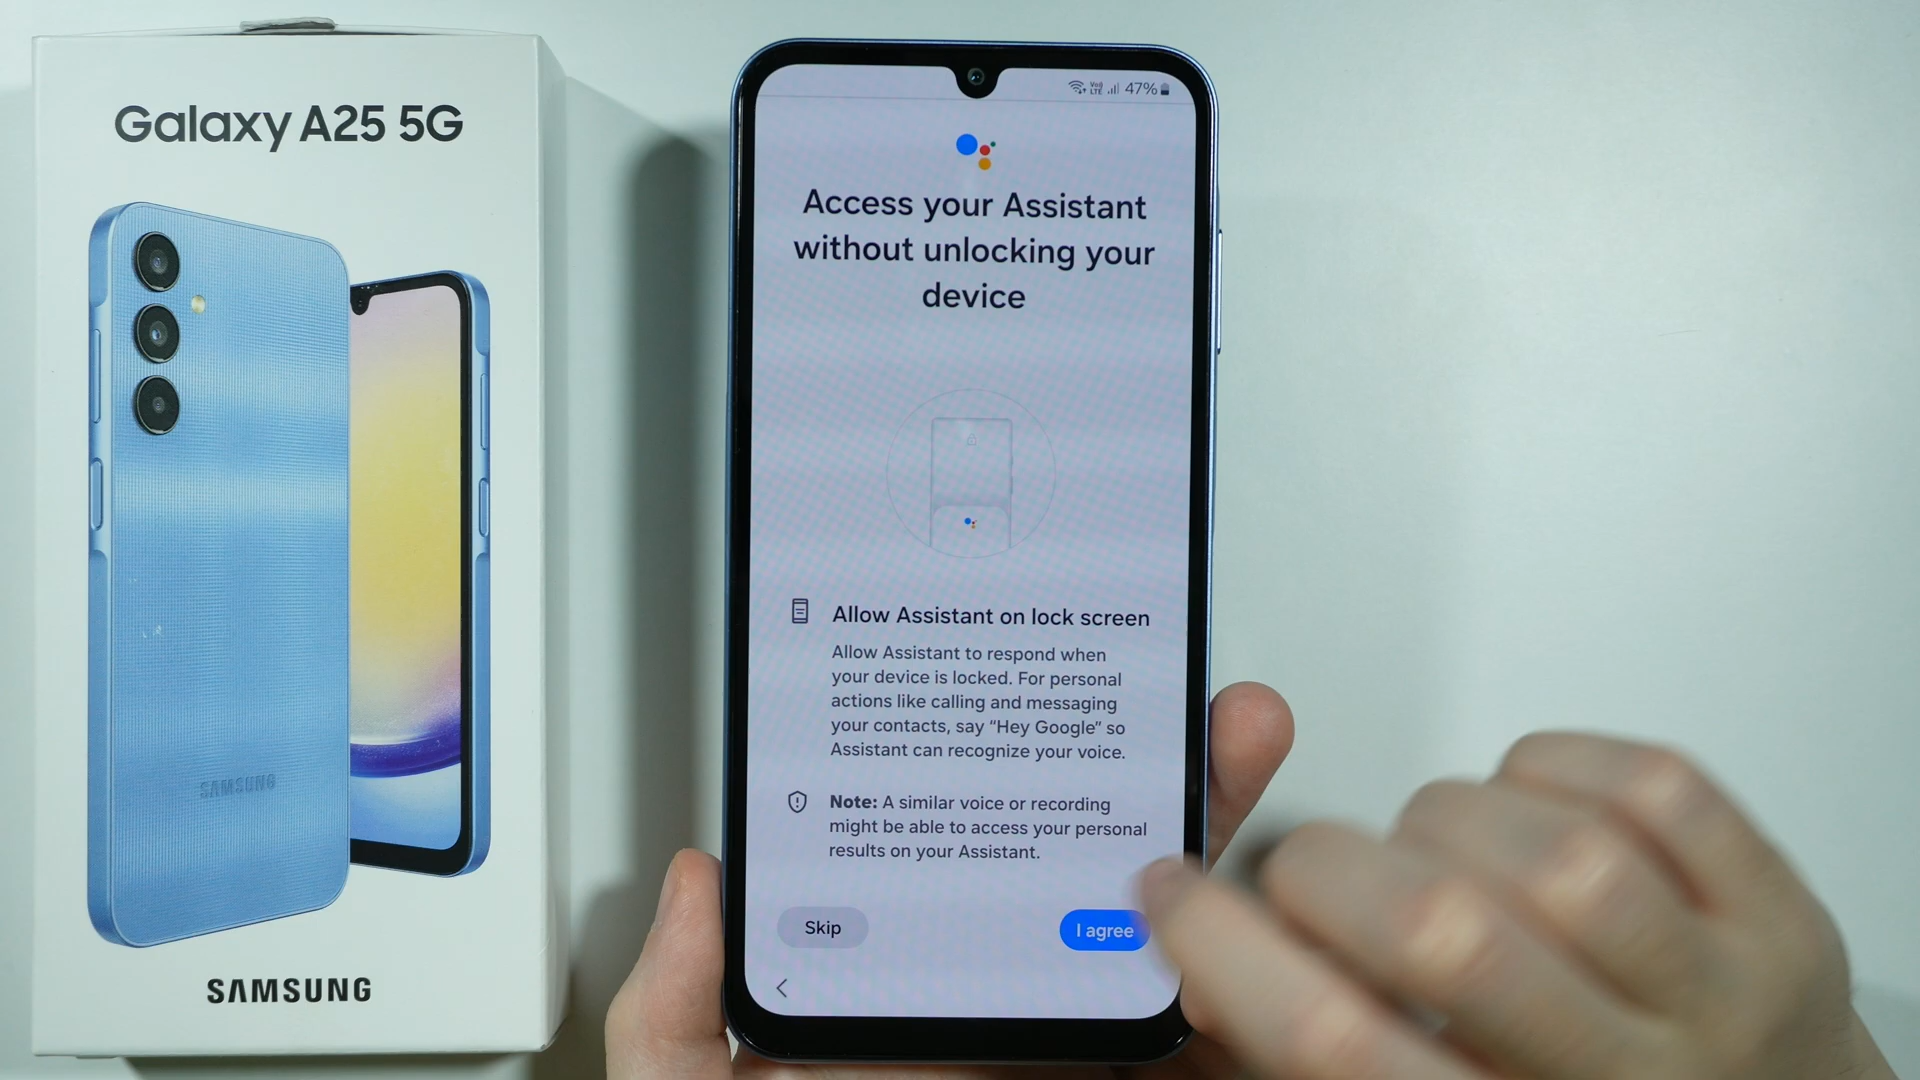 Galaxy A25 5G
SAMSUNG
SAMSUNG
Voj) LTE 47%
Access your Assistant
without unlocking your
device
Allow Assistant on lock screen
Allow Assistant to respond when
your device is locked. For personal
actions like calling and messaging
your contacts, say “Hey Google” so
Assistant can recognize your voice.
Note: A similar voice or recording
might be able to access your personal
results on your Assistant.
Skip
I agree